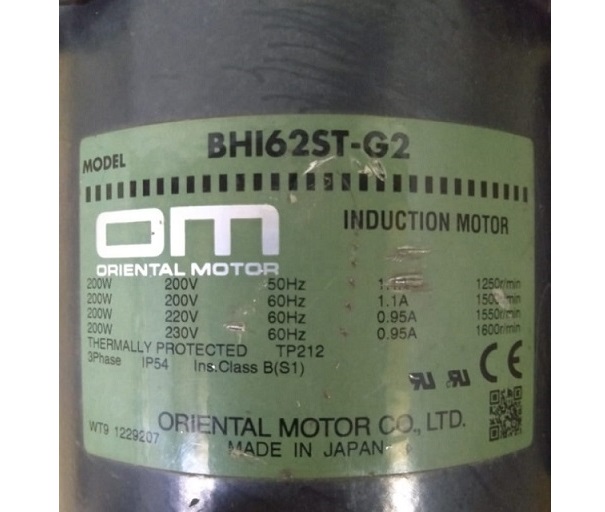 MODEL BHI62ST-G2
om
ORIENTAL MOTOR
INDUCTION MOTOR
200W 200V 50Hz 1250r/min
200W 200V 60Hz 1.1A 1500r/min
200W 220V 60Hz 0.95A 1550r/min
200W 230V 60Hz 0.95A 1600r/min
THERMALLY PROTECTED TP212
3Phase IP54 Ins.Class B(S1)
CE
WT9 1229207 ORIENTAL MOTOR CO., LTD.
MADE IN JAPAN